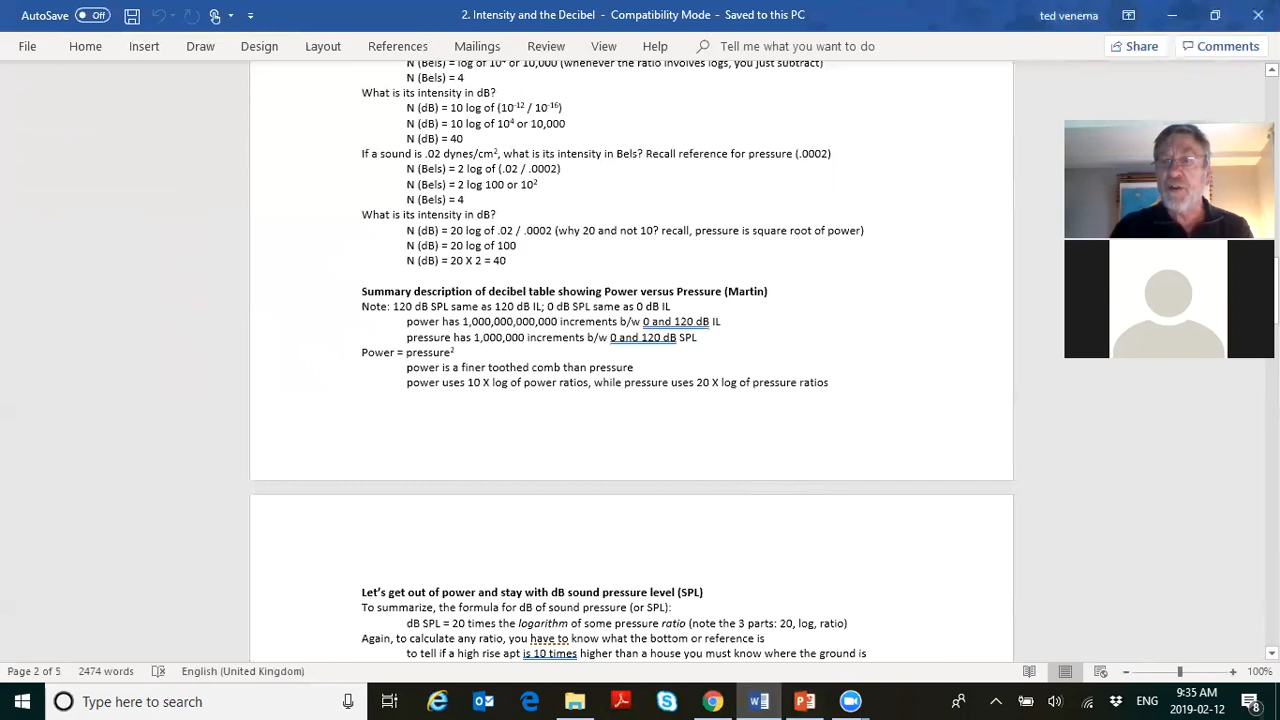 AutoSave Off 2. Intensity and the Decibel - Compatibility Mode - Saved to this PC ted venema
File Home Insert Draw Design Layout References Mailings Review View Help Tell me what you want to do Share Comments
N (Bels) = log of 10⁴ or 10,000 (whenever the ratio involves logs, you just subtract)
N (Bels) = 4
What is its intensity in dB?
N (dB) = 10 log of (10⁻¹² / 10⁻¹⁶)
N (dB) = 10 log of 10⁴ or 10,000
N (dB) = 40
If a sound is .02 dynes/cm², what is its intensity in Bels? Recall reference for pressure (.0002)
N (Bels) = 2 log of (.02 / .0002)
N (Bels) = 2 log 100 or 10²
N (Bels) = 4
What is its intensity in dB?
N (dB) = 20 log of .02 / .0002 (why 20 and not 10? recall, pressure is square root of power)
N (dB) = 20 log of 100
N (dB) = 20 X 2 = 40
Summary description of decibel table showing Power versus Pressure (Martin)
Note: 120 dB SPL same as 120 dB IL; 0 dB SPL same as 0 dB IL
power has 1,000,000,000,000 increments b/w 0 and 120 dB IL
pressure has 1,000,000 increments b/w 0 and 120 dB SPL
Power = pressure²
power is a finer toothed comb than pressure
power uses 10 X log of power ratios, while pressure uses 20 X log of pressure ratios
Let's get out of power and stay with dB sound pressure level (SPL)
To summarize, the formula for dB of sound pressure (or SPL):
dB SPL = 20 times the logarithm of some pressure ratio (note the 3 parts: 20, log, ratio)
Again, to calculate any ratio, you have to know what the bottom or reference is
to tell if a high rise apt is 10 times higher than a house you must know where the ground is
Page 2 of 5 2474 words English (United Kingdom) 100%
Type here to search ENG 9:35 AM
2019-02-12 8